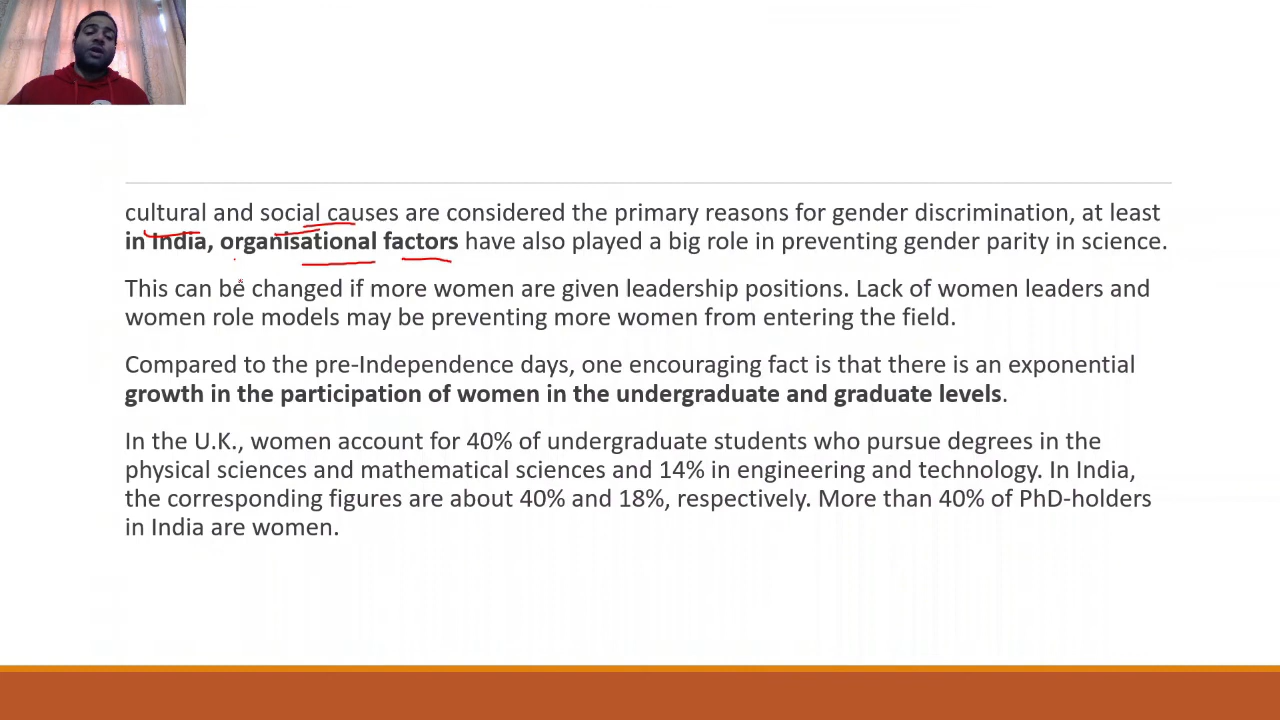 cultural and social causes are considered the primary reasons for gender discrimination, at least
in India, organisational factors have also played a big role in preventing gender parity in science.
This can be changed if more women are given leadership positions. Lack of women leaders and
women role models may be preventing more women from entering the field.
Compared to the pre-Independence days, one encouraging fact is that there is an exponential
growth in the participation of women in the undergraduate and graduate levels.
In the U.K., women account for 40% of undergraduate students who pursue degrees in the
physical sciences and mathematical sciences and 14% in engineering and technology. In India,
the corresponding figures are about 40% and 18%, respectively. More than 40% of PhD-holders
in India are women.